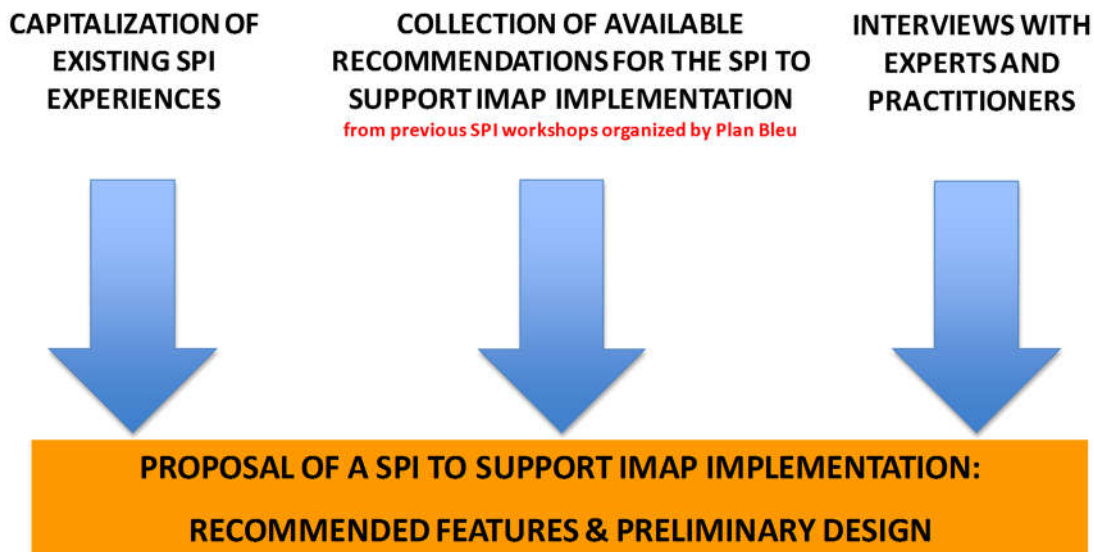 CAPITALIZATION OF
EXISTING SPI
EXPERIENCES
COLLECTION OF AVAILABLE
RECOMMENDATIONS FOR THE SPI TO
SUPPORT IMAP IMPLEMENTATION
from previous SPI workshops organized by Plan Bleu
INTERVIEWS WITH
EXPERTS AND
PRACTITIONERS
PROPOSAL OF A SPI TO SUPPORT IMAP IMPLEMENTATION:
RECOMMENDED FEATURES & PRELIMINARY DESIGN